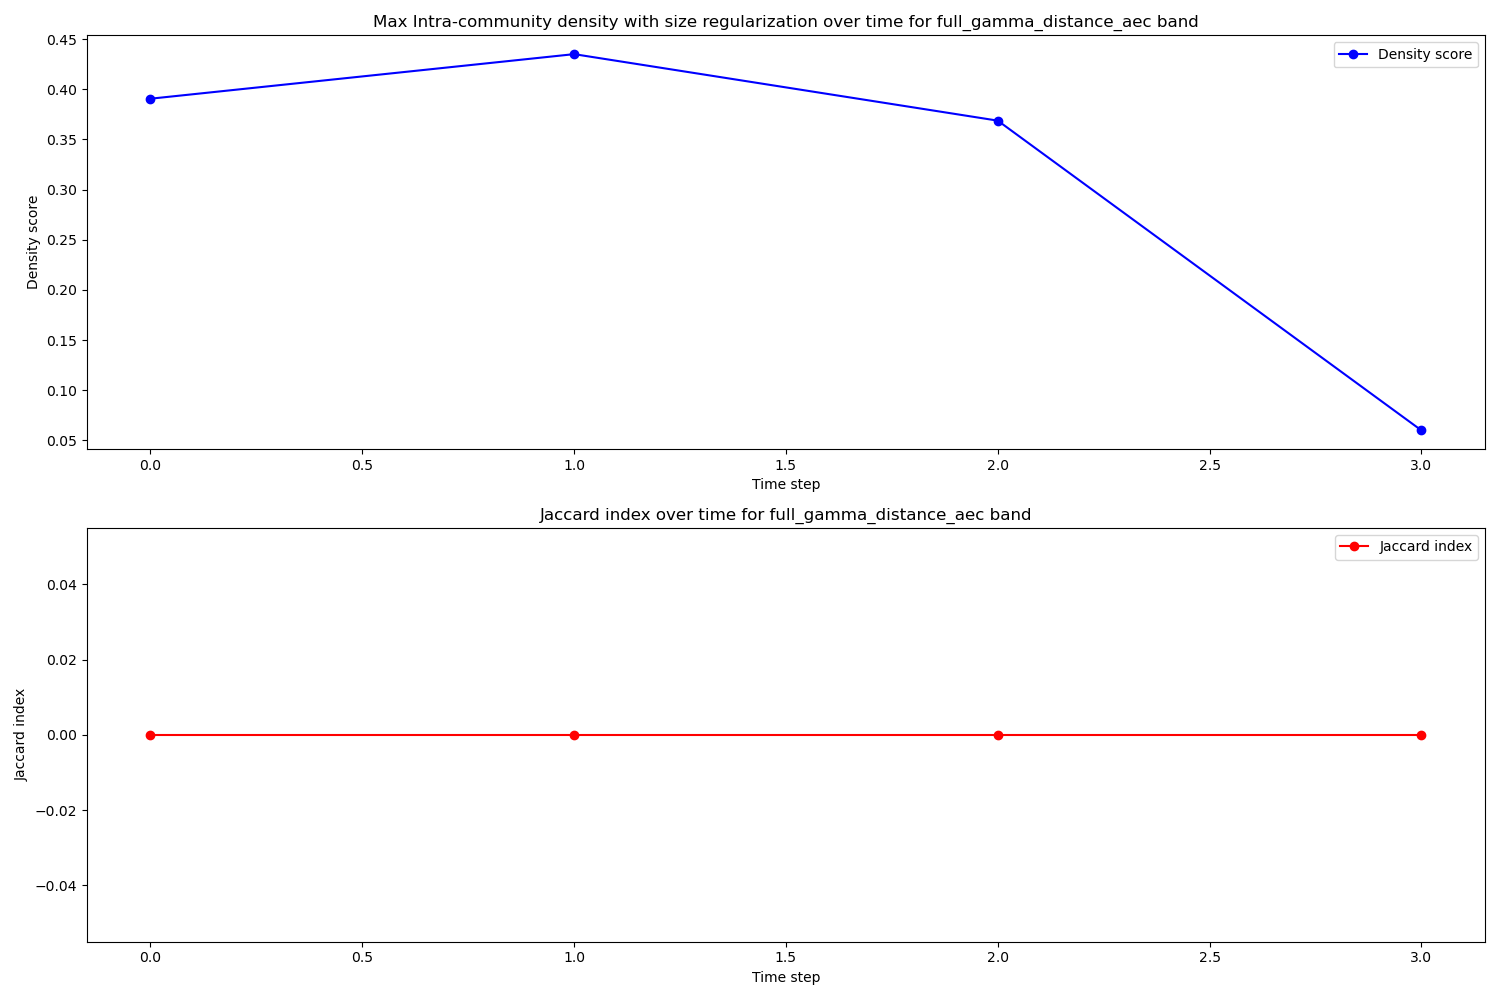 Max Intra-community density with size regularization over time for full_gamma_distance_aec band
Density score
0.45
0.40
0.35
0.30
0.25
0.20
0.15
0.10
0.05
Density score
0.0 0.5 1.0 1.5 2.0 2.5 3.0
Time step
Jaccard index over time for full_gamma_distance_aec band
Jaccard index
0.04
0.02
0.00
−0.02
−0.04
Jaccard index
0.0 0.5 1.0 1.5 2.0 2.5 3.0
Time step